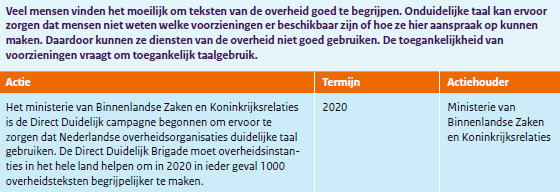 Veel mensen vinden het moeilijk om teksten van de overheid goed te begrijpen. Onduidelijke taal kan ervoor
zorgen dat mensen niet weten welke voorzieningen er beschikbaar zijn of hoe ze hier aanspraak op kunnen
maken. Daardoor kunnen ze diensten van de overheid niet goed gebruiken. De toegankelijkheid van
voorzieningen vraagt om toegankelijk taalgebruik.
Actie Termijn Actiehouder
Het ministerie van Binnenlandse Zaken en Koninkrijksrelaties 2020 Ministerie van
is de Direct Duidelijk campagne begonnen om ervoor te Binnenlandse Zaken
zorgen dat Nederlandse overheidsorganisaties duidelijke taal en Koninkrijksrelaties
gebruiken. De Direct Duidelijk Brigade moet overheidsinstan-
ties in het hele land helpen om in 2020 in ieder geval 1000
overheidsteksten begrijpelijker te maken.